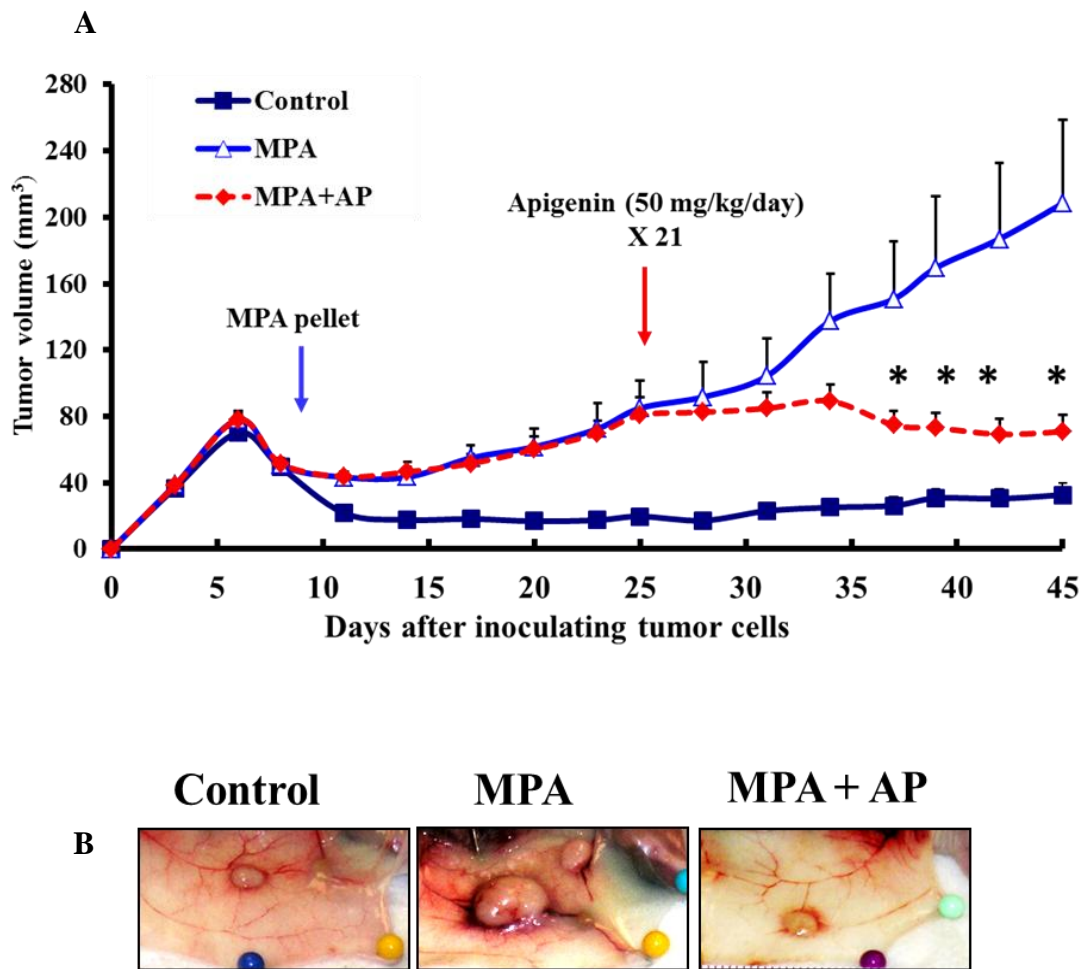 A
280
240
200
160
120
80
40
0
Tumor volume (mm³)
Control
MPA
MPA+AP
MPA pellet
Apigenin (50 mg/kg/day)
X 21
* * * *
0 5 10 15 20 25 30 35 40 45
Days after inoculating tumor cells
B
Control MPA MPA + AP